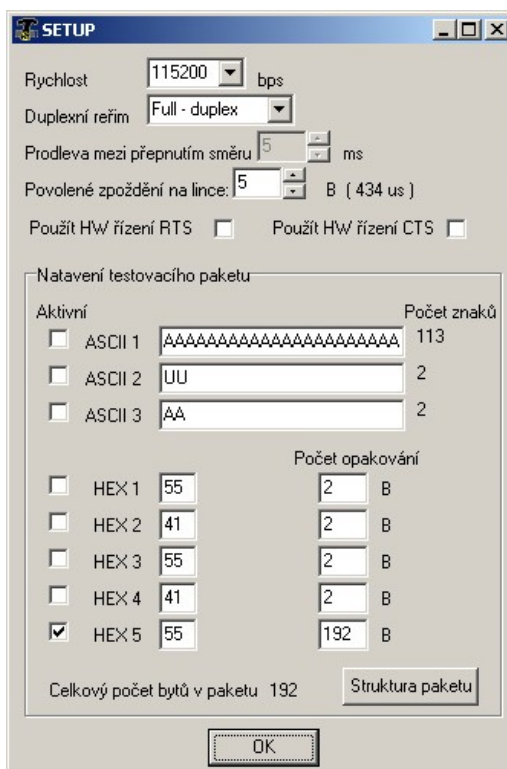 SETUP
Rychlost 115200 bps
Duplexní reřim Full - duplex
Prodleva mezi přepnutím směru 5 ms
Povolené zpoždění na lince: 5 B ( 434 us )
Použít HW řízení RTS Použít HW řízení CTS
Natavení testovacího paketu
Aktivní Počet znaků
ASCII 1 AAAAAAAAAAAAAAAAAAAAAA 113
ASCII 2 UU 2
ASCII 3 AA 2
Počet opakování
HEX 1 55 2 B
HEX 2 41 2 B
HEX 3 55 2 B
HEX 4 41 2 B
HEX 5 55 192 B
Celkový počet bytů v paketu 192 Struktura paketu
OK